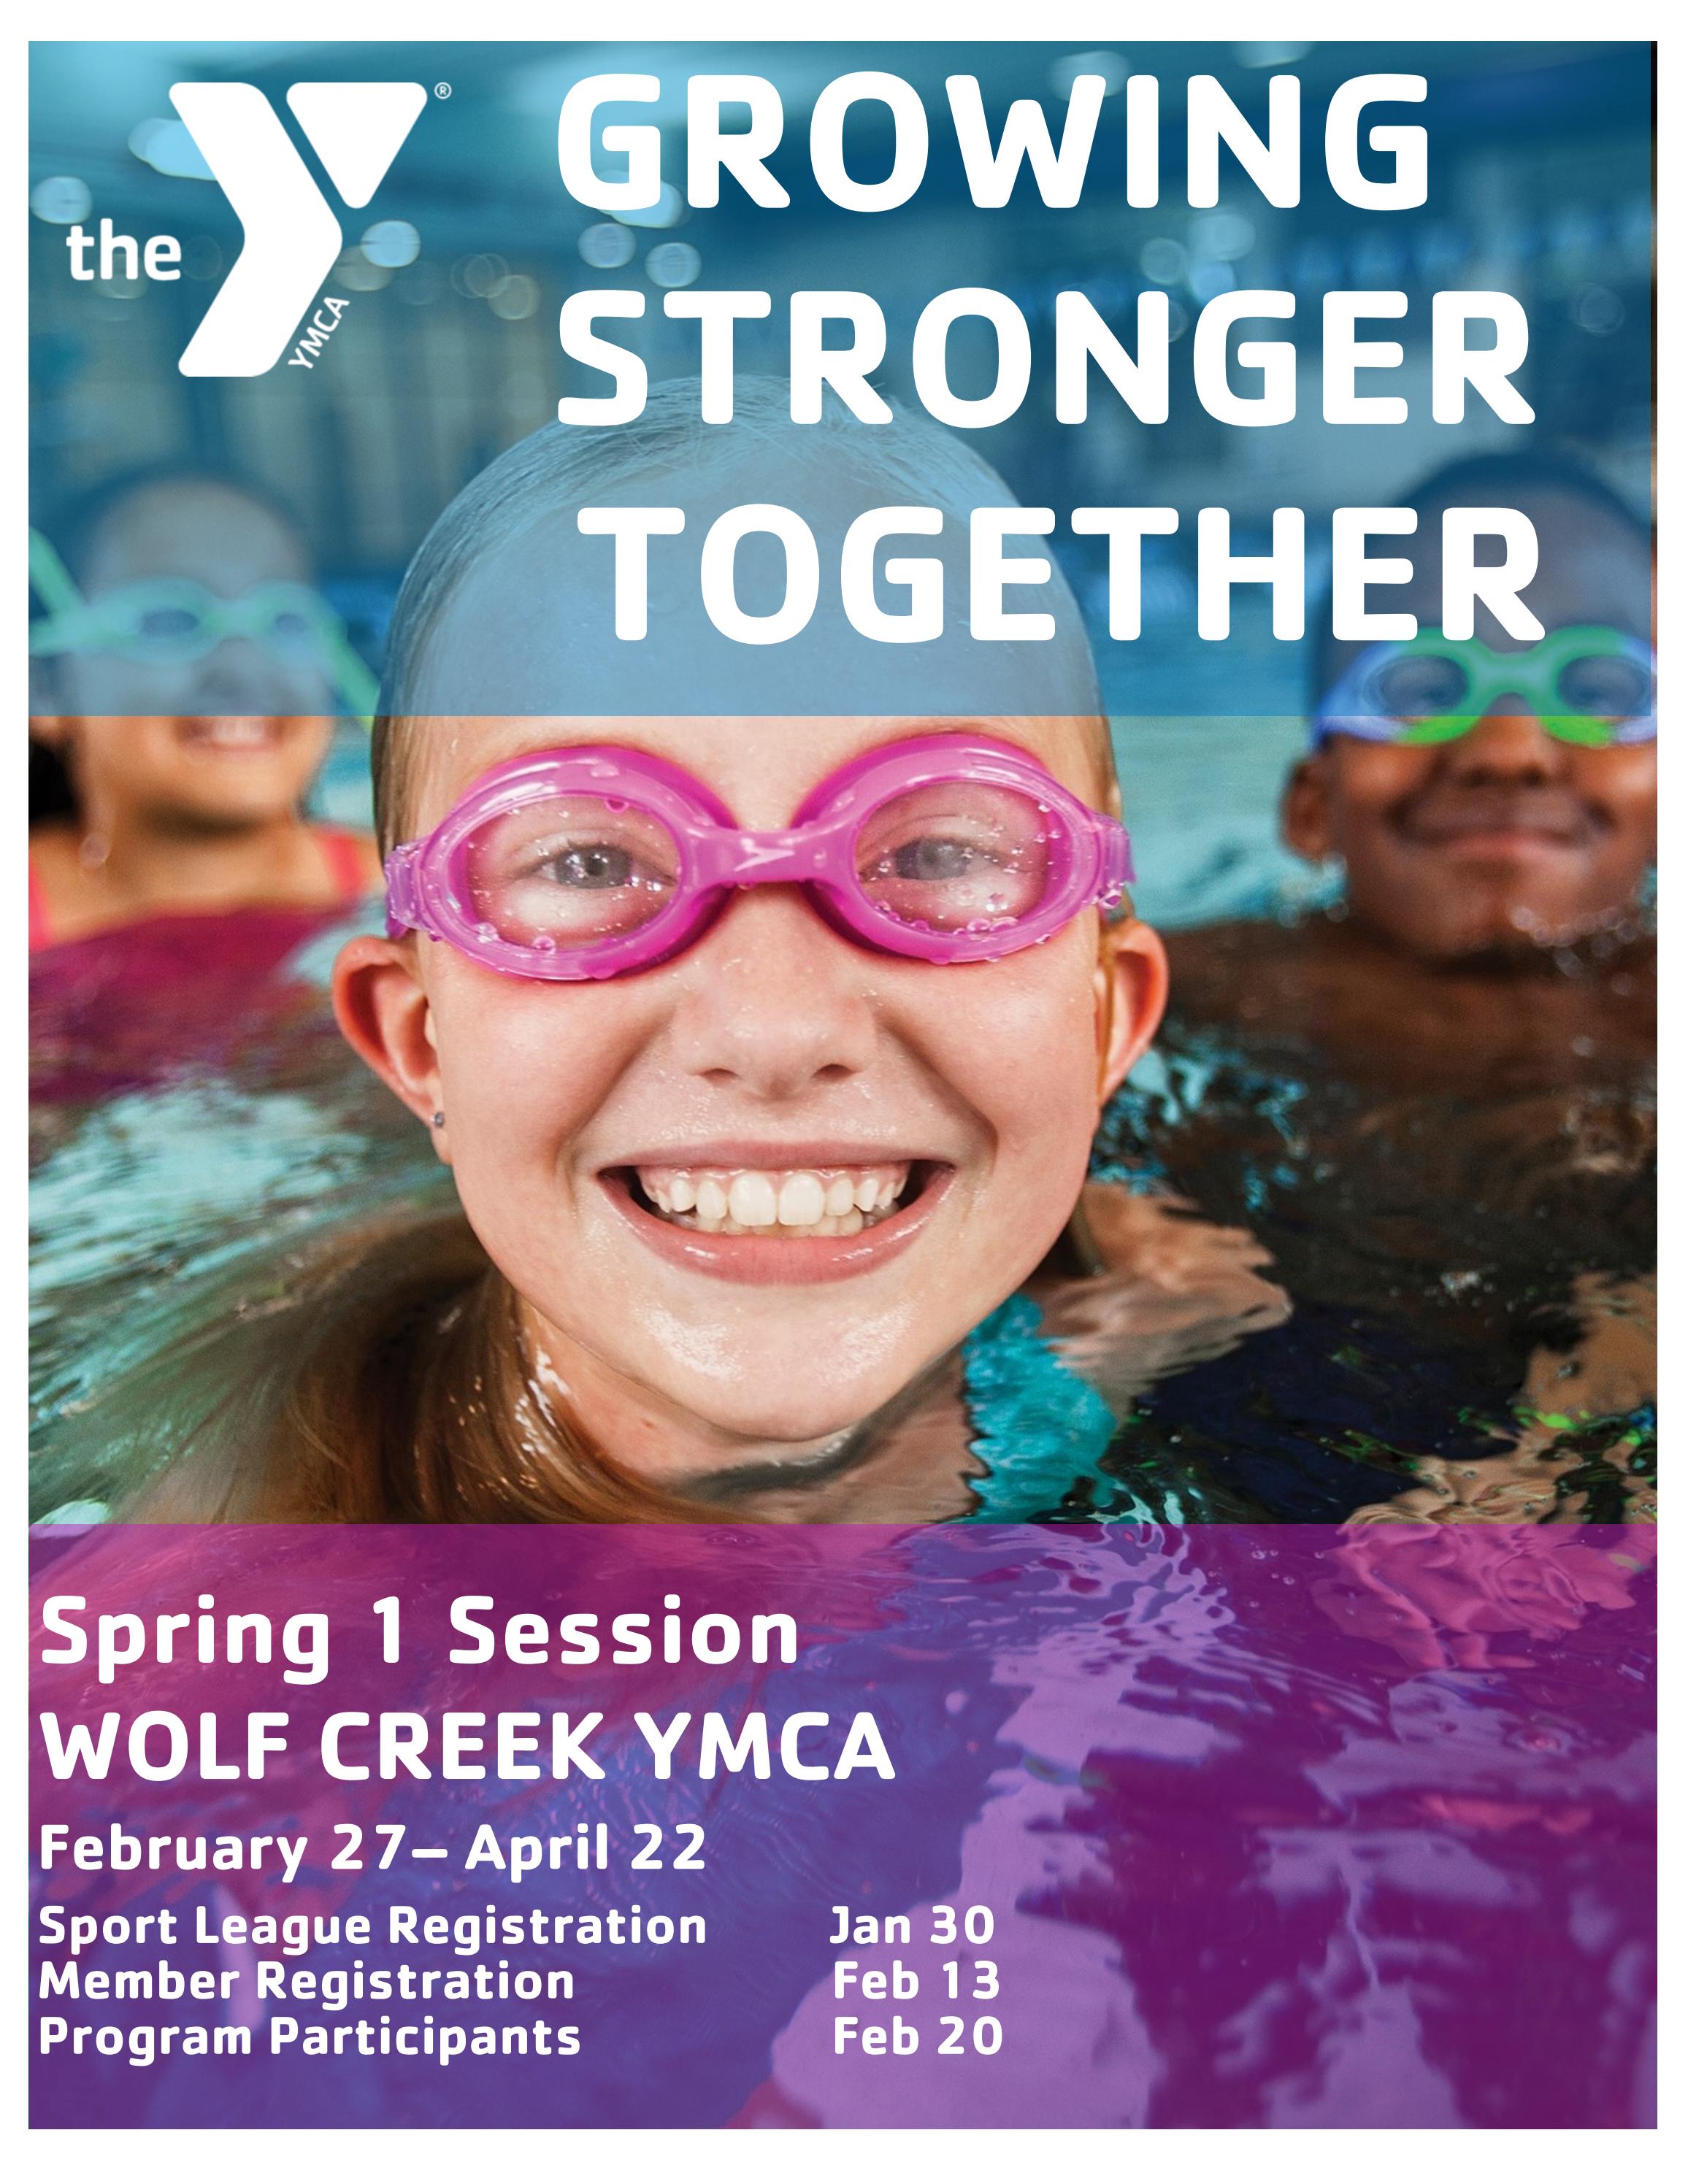 the
YMCA
®
GROWING
STRONGER
TOGETHER
Spring 1 Session
WOLF CREEK YMCA
February 27– April 22
Sport League Registration Jan 30
Member Registration Feb 13
Program Participants Feb 20